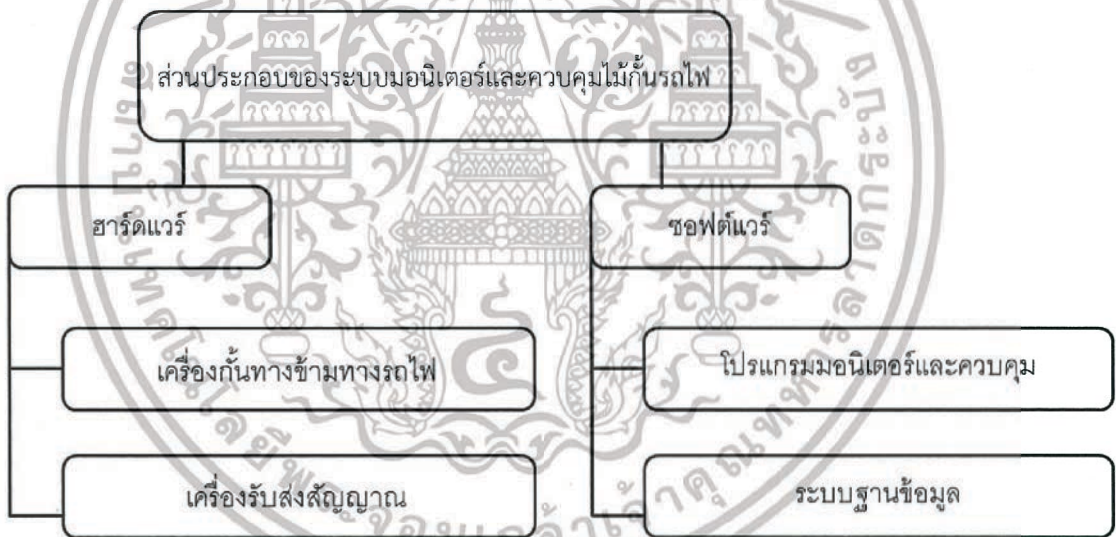 ส่วนประกอบของระบบมอนิเตอร์และควบคุมไม้กั้นรถไฟ
ฮาร์ดแวร์
ซอฟต์แวร์
เครื่องกั้นทางข้ามทางรถไฟ
โปรแกรมมอนิเตอร์และควบคุม
เครื่องรับส่งสัญญาณ
ระบบฐานข้อมูล